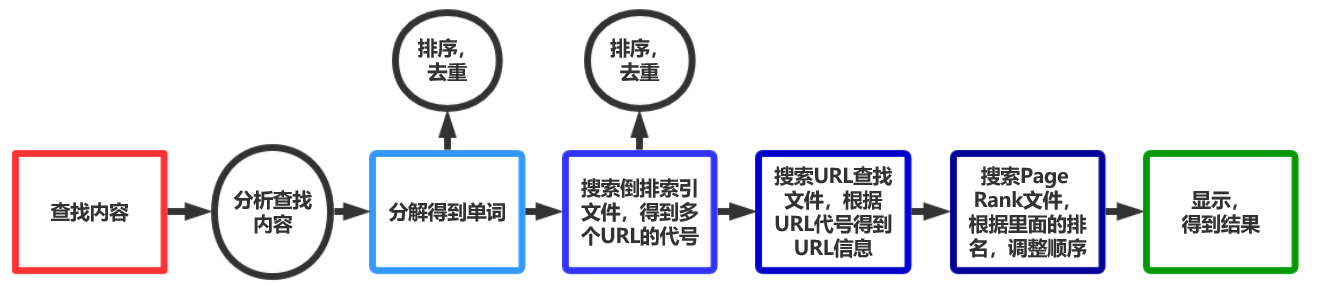 排序，
去重
排序，
去重
查找内容
分析查找
内容
分解得到单词
搜索倒排索引
文件，得到多
个URL的代号
搜索URL查找
文件，根据
URL代号得到
URL信息
搜索Page
Rank文件，
根据里面的排
名，调整顺序
显示，
得到结果